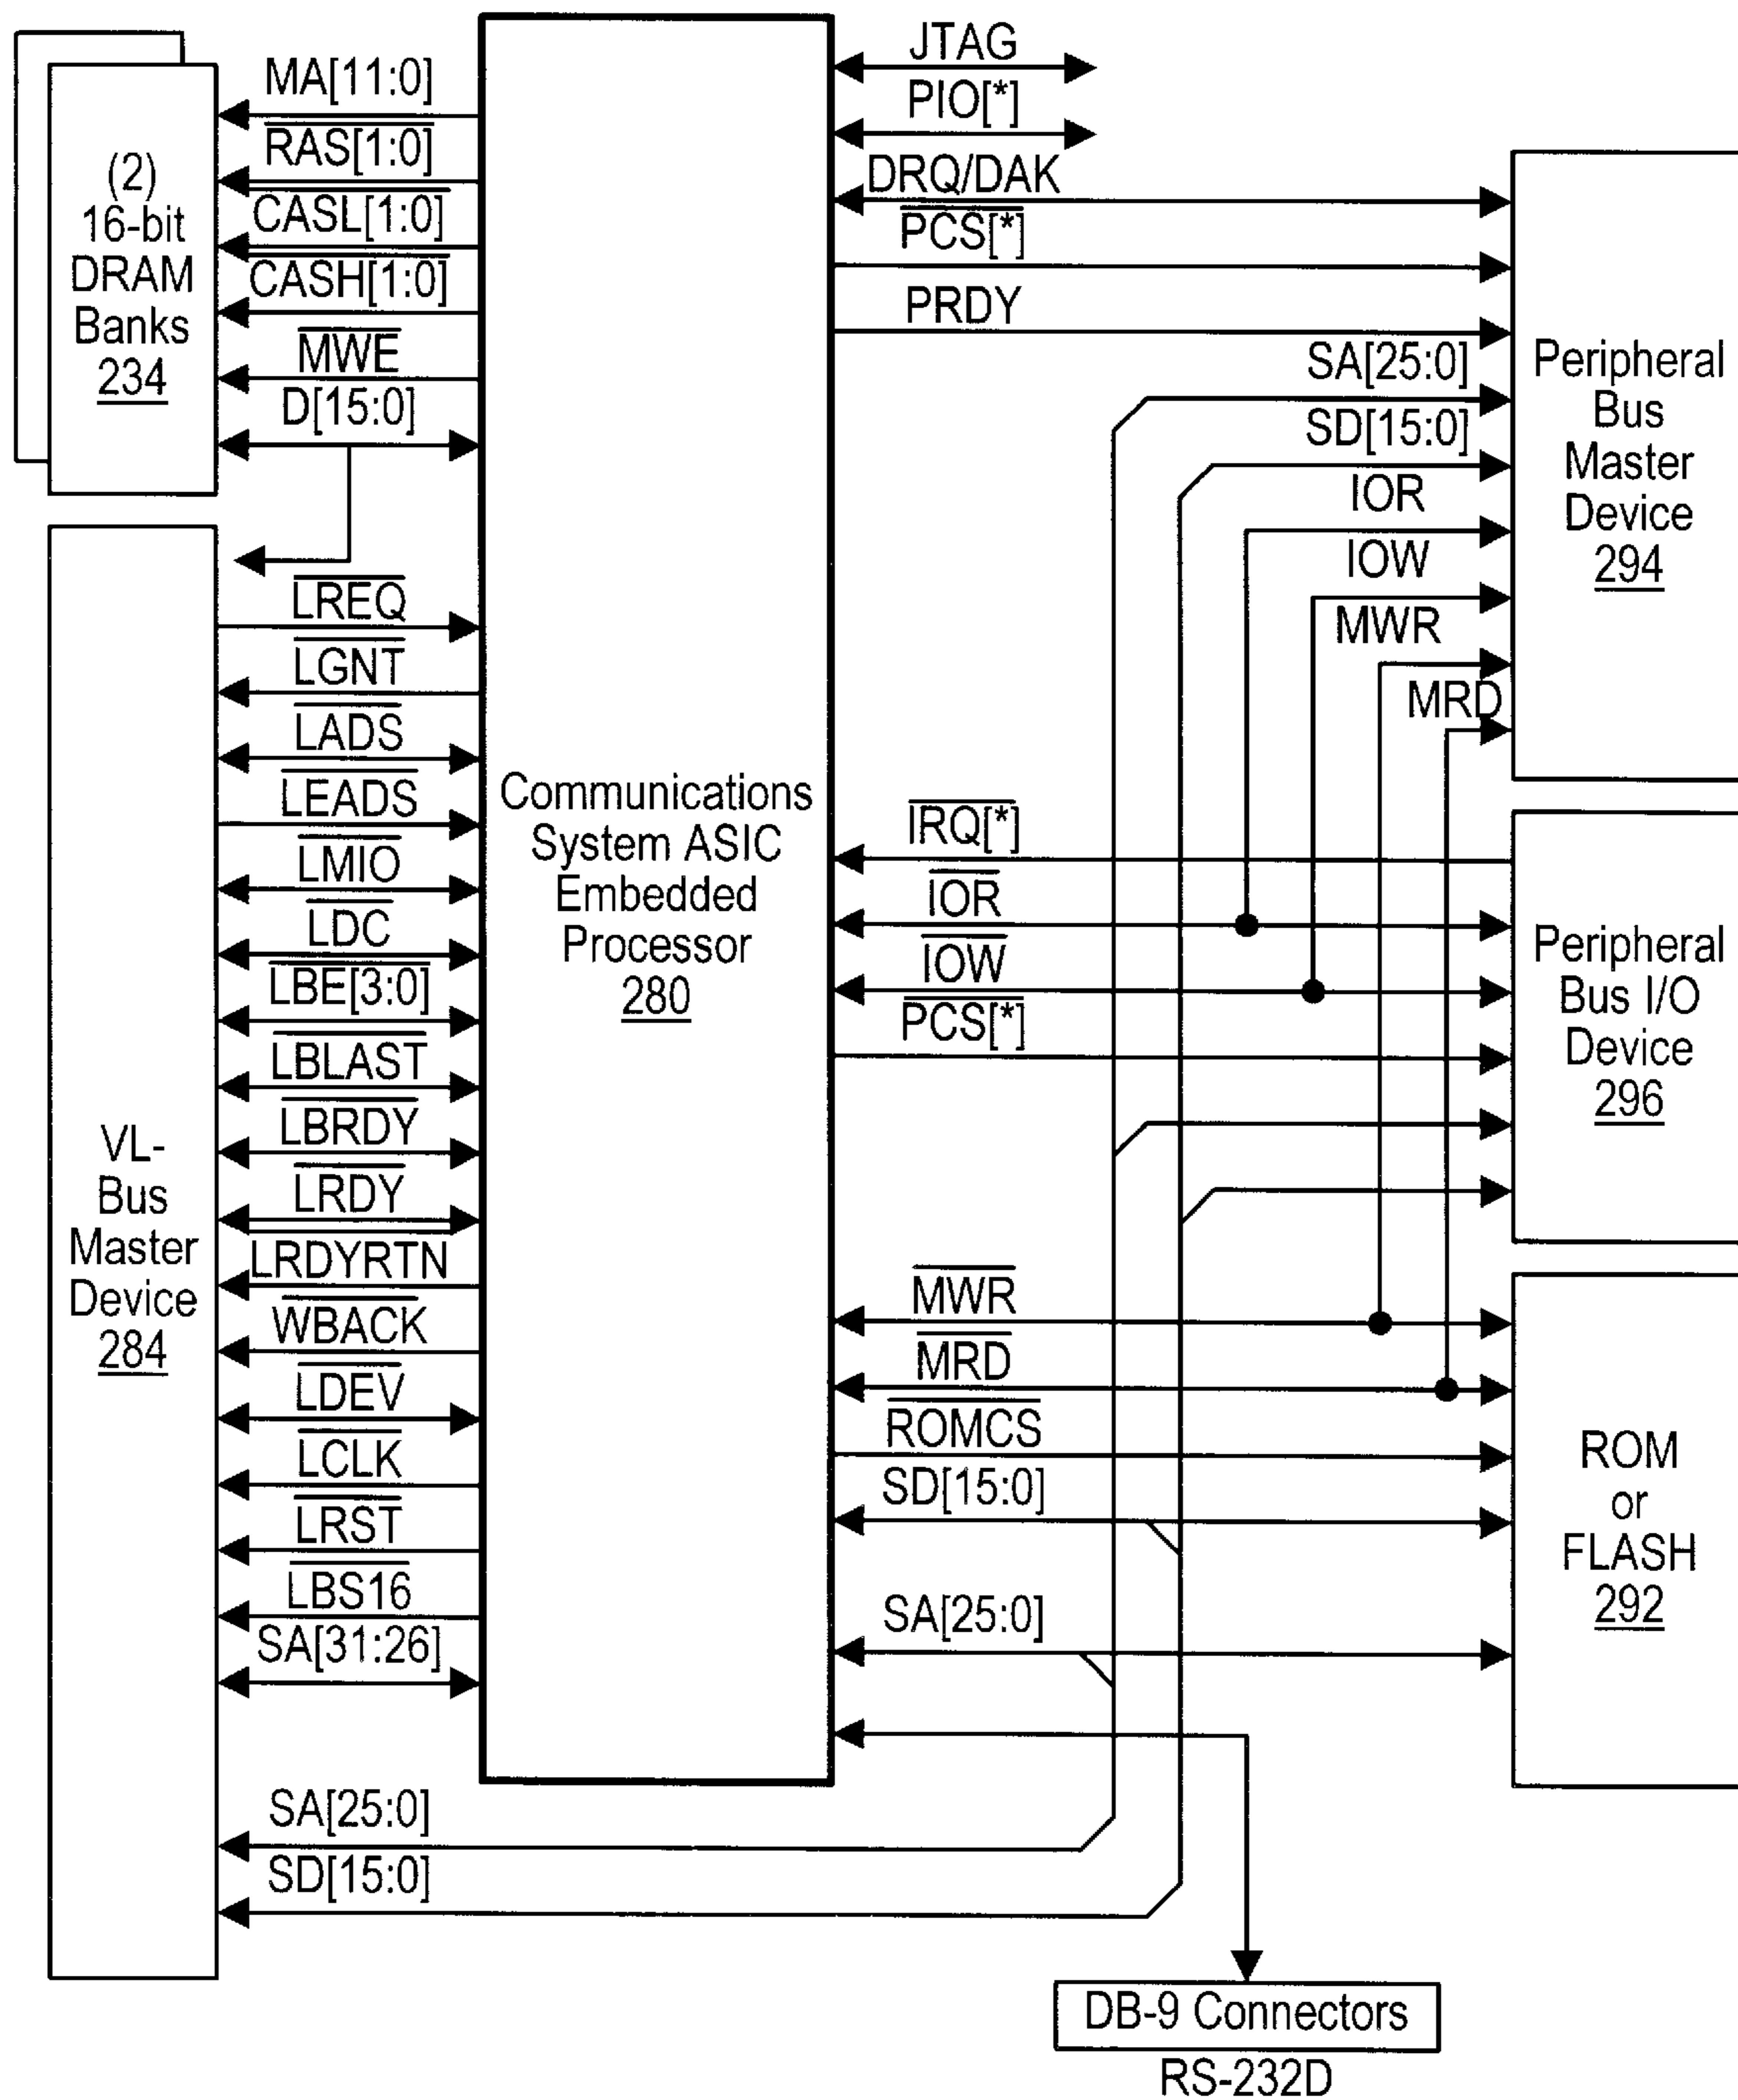 (2)
16-bit
DRAM
Banks
234
MA[11:0]
RAS[1:0]
CASL[1:0]
CASH[1:0]
MWE
D[15:0]
VL-
Bus
Master
Device
284
LREQ
LGNT
LADS
LEADS
LMIO
LDC
LBE[3:0]
LBLAST
LBRDY
LRDY
LRDYRTN
WBACK
LDEV
LCLK
LRST
LBS16
SA[31:26]
SA[25:0]
SD[15:0]
Communications
System ASIC
Embedded
Processor
280
JTAG
PIO[*]
DRQ/DAK
PCS[*]
PRDY
SA[25:0]
SD[15:0]
IOR
IOW
MWR
MRD
Peripheral
Bus
Master
Device
294
IRQ[*]
IOR
IOW
PCS[*]
Peripheral
Bus I/O
Device
296
MWR
MRD
ROMCS
SD[15:0]
SA[25:0]
ROM
or
FLASH
292
DB-9 Connectors
RS-232D